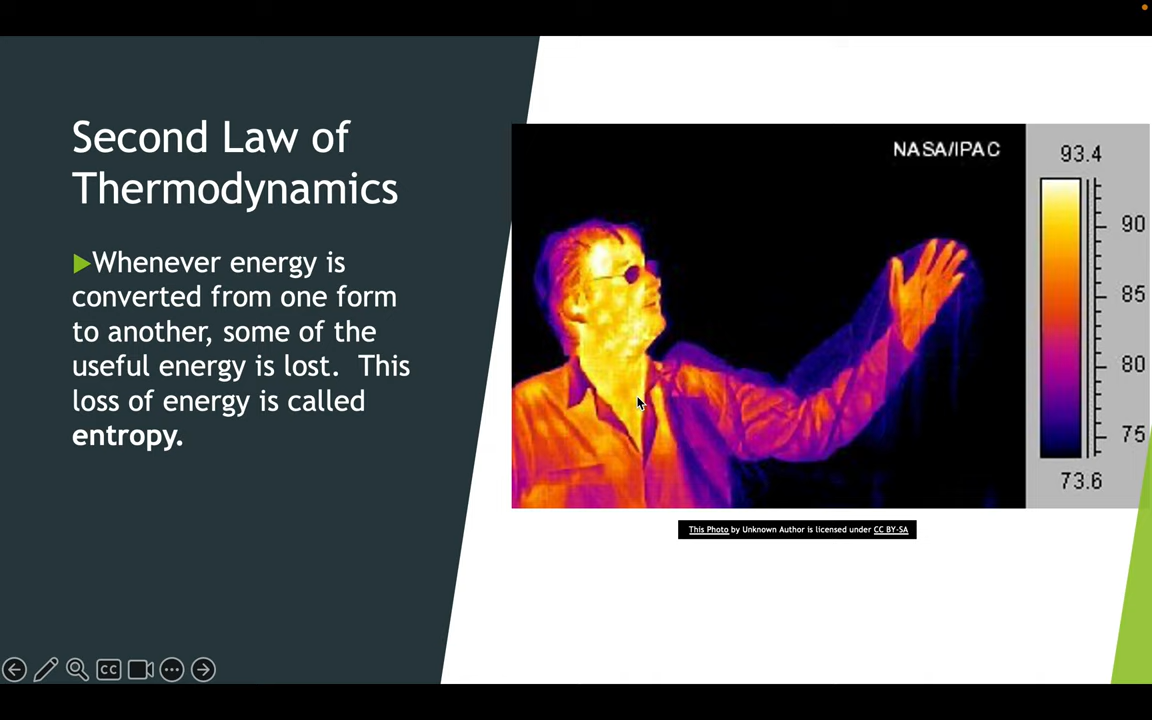 Second Law of
Thermodynamics
Whenever energy is
converted from one form
to another, some of the
useful energy is lost.  This
loss of energy is called
entropy.
NASA/IPAC
93.4
90
85
80
75
73.6
This Photo by Unknown Author is licensed under CC BY-SA
CC